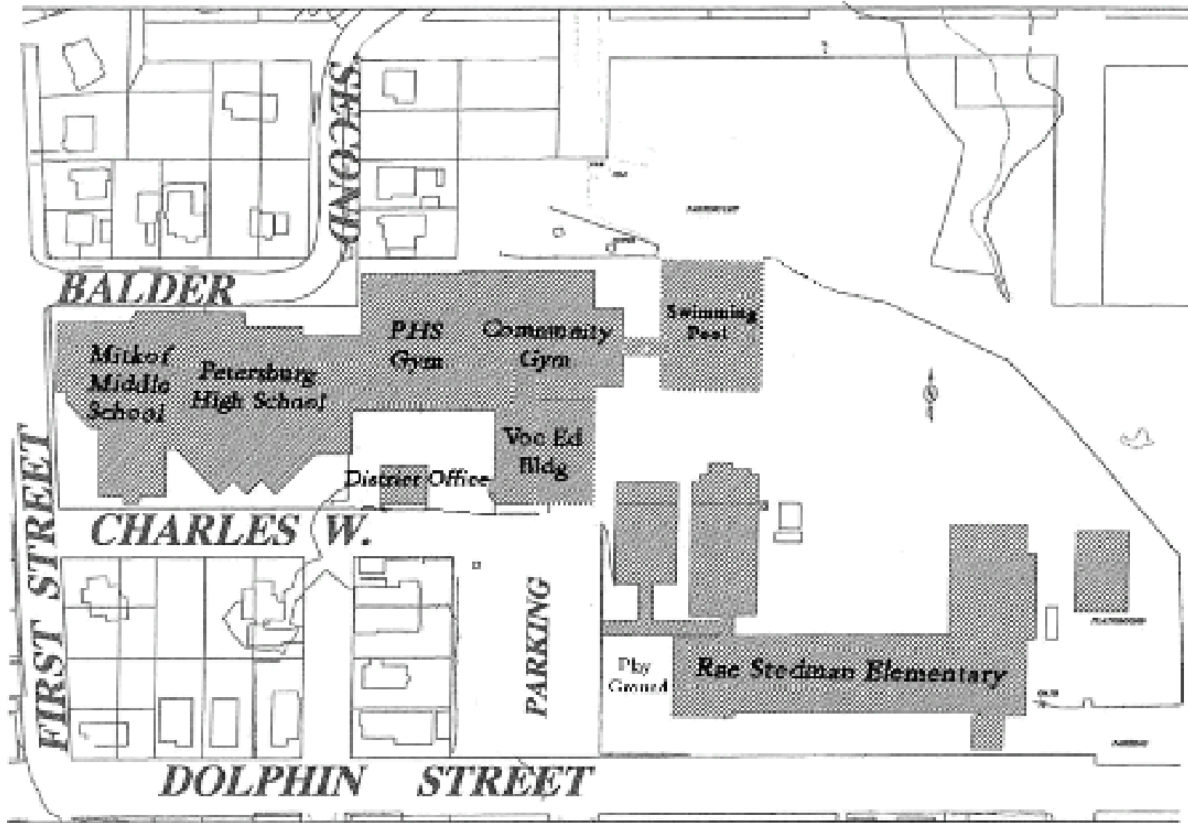 SECOND
BALDER
Mitkof
Middle
School
Petersburg
High School
PHS
Gym
Community
Gym
Swimming
Pool
Voc Ed
Bldg
District Office
CHARLES W.
FIRST STREET
PARKING
Play
Ground
Rae Stedman Elementary
DOLPHIN STREET